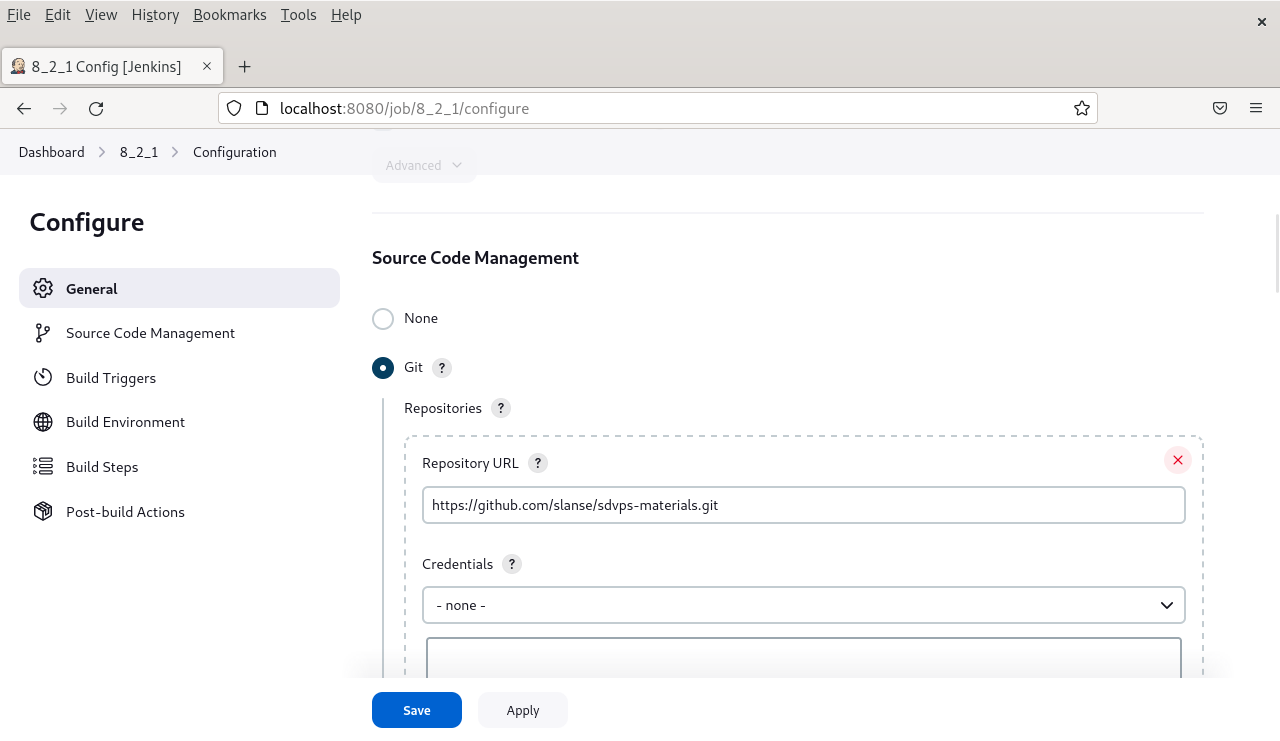 File Edit View History Bookmarks Tools Help
8_2_1 Config [Jenkins]
localhost:8080/job/8_2_1/configure
Dashboard 8_2_1 Configuration
Advanced
Configure
General
Source Code Management
Build Triggers
Build Environment
Build Steps
Post-build Actions
Source Code Management
None
Git ?
Repositories ?
Repository URL ?
https://github.com/slanse/sdvps-materials.git
Credentials ?
- none -
Save Apply